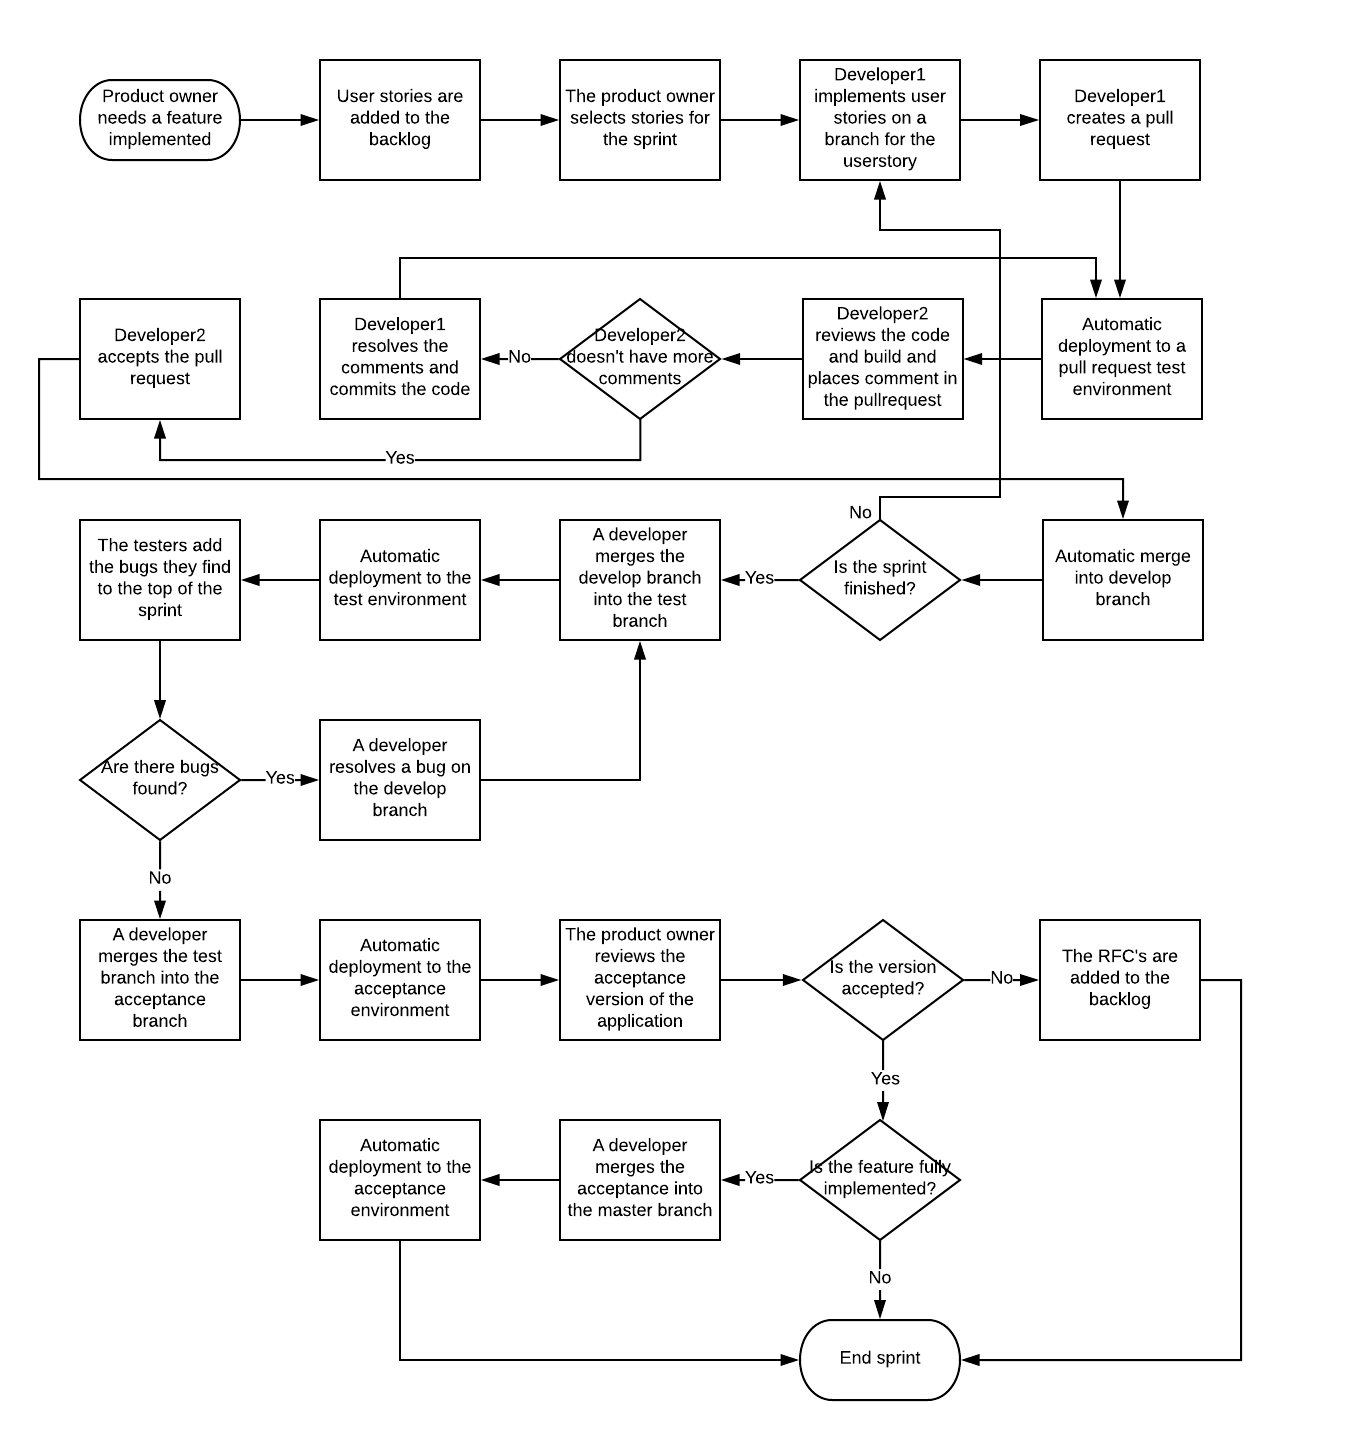 Product owner
needs a feature
implemented
User stories are
added to the
backlog
The product owner
selects stories for
the sprint
Developer1
implements user
stories on a
branch for the
userstory
Developer1
creates a pull
request
Developer2
accepts the pull
request
Developer1
resolves the
comments and
commits the code
No
Developer2
doesn't have more
comments
Developer2
reviews the code
and build and
places comment in
the pullrequest
Automatic
deployment to a
pull request test
environment
Yes
The testers add
the bugs they find
to the top of the
sprint
Automatic
deployment to the
test environment
A developer
merges the
develop branch
into the test
branch
Yes
No
Is the sprint
finished?
Automatic merge
into develop
branch
Are there bugs
found?
Yes
A developer
resolves a bug on
the develop
branch
No
A developer
merges the test
branch into the
acceptance
branch
Automatic
deployment to the
acceptance
environment
The product owner
reviews the
acceptance
version of the
application
Is the version
accepted?
No
The RFC's are
added to the
backlog
Yes
Automatic
deployment to the
acceptance
environment
A developer
merges the
acceptance into
the master branch
Yes
Is the feature fully
implemented?
No
End sprint